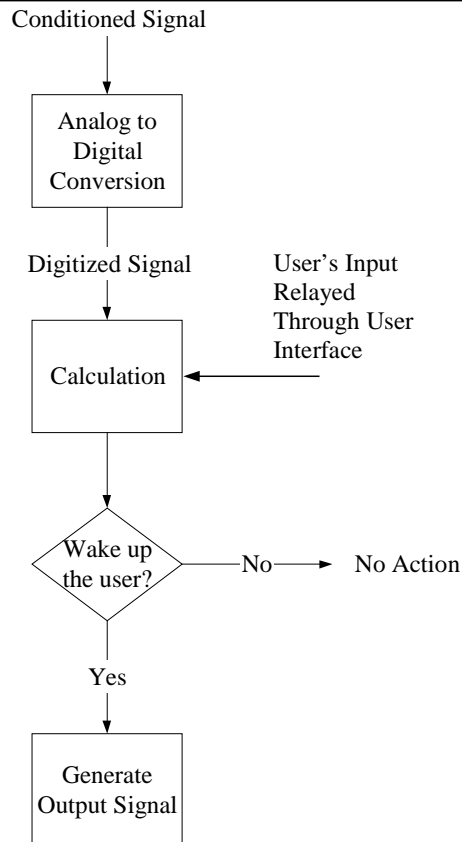 Conditioned Signal
Analog to
Digital
Conversion
Digitized Signal
User's Input
Relayed
Through User
Interface
Calculation
Wake up
the user?
No
No Action
Yes
Generate
Output Signal